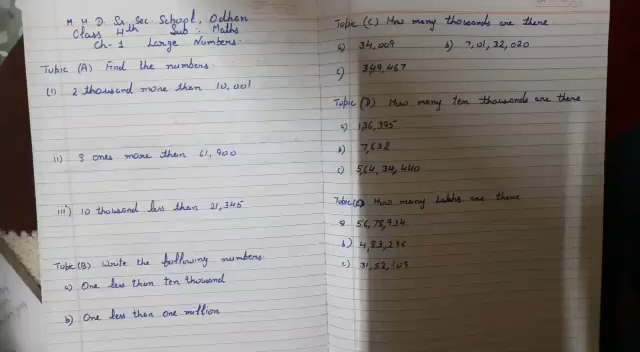 M. H. D. Sr. Sec. School, Odhan
Class 4th Sub: Maths
Ch-1 Large Numbers.
Topic (A) Find the numbers.
(i) 2 thousand more than 10,001
ii) 3 ones more than 61,900
iii) 10 thousand less than 21,345
Topic (B) Write the following numbers.
a) One less than ten thousand
b) One less than one million
Topic (C) How many thousands are there
a) 34,009 b) 7,01,32,020
c) 349,467
Topic (D) How many ten thousands are there
a) 136,395
b) 7,632
c) 5,64,34,440
Topic (E) How many Lakhs are there
a) 56,78,934
b) 4,83,236
c) 31,52,109